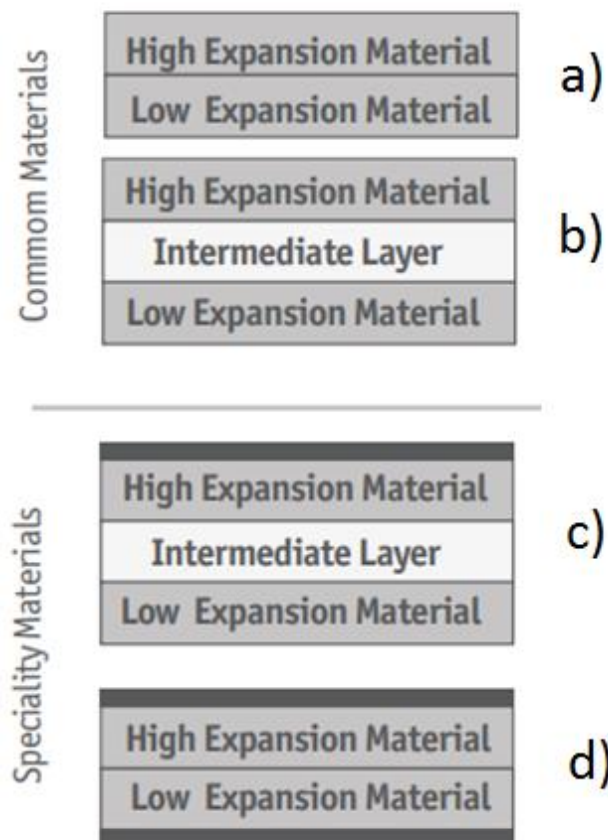 Commom Materials
High Expansion Material
Low Expansion Material
a)
High Expansion Material
Intermediate Layer
Low Expansion Material
b)
Speciality Materials
High Expansion Material
Intermediate Layer
Low Expansion Material
c)
High Expansion Material
Low Expansion Material
d)